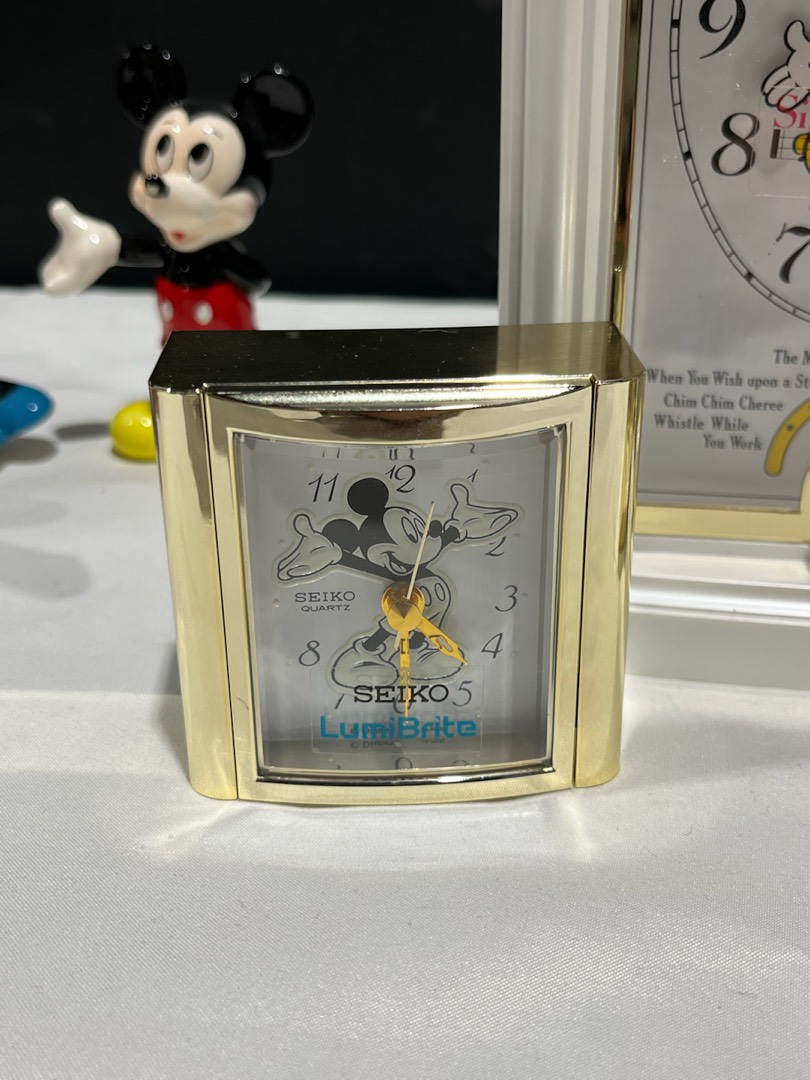 9
8
7
The
When You Wish upon a St
Chim Chim Cheree
Whistle While
You Work
11 12 1
2
SEIKO
QUARTZ
3
8
4
7
5
SEIKO
LumiBrite